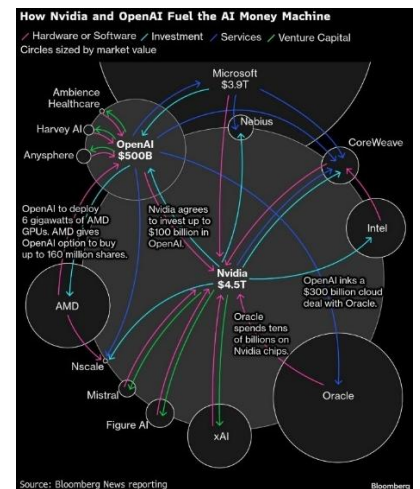 How Nvidia and OpenAI Fuel the AI Money Machine
Hardware or Software Investment Services Venture Capital
Circles sized by market value
Microsoft
$3.9T
Ambience
Healthcare
Nebius
Harvey AI
OpenAI
$500B
CoreWeave
Anysphere
OpenAI to deploy
6 gigawatts of AMD
GPUs. AMD gives
OpenAI option to buy
up to 160 million shares.
Nvidia agrees
to invest up to
$100 billion in
OpenAI.
Intel
Nvidia
$4.5T
OpenAI inks a
$300 billion cloud
deal with Oracle.
AMD
Oracle
spends tens
of billions on
Nvidia chips.
Nscale
Mistral
Oracle
Figure AI
xAI
Source: Bloomberg News reporting
Bloomberg